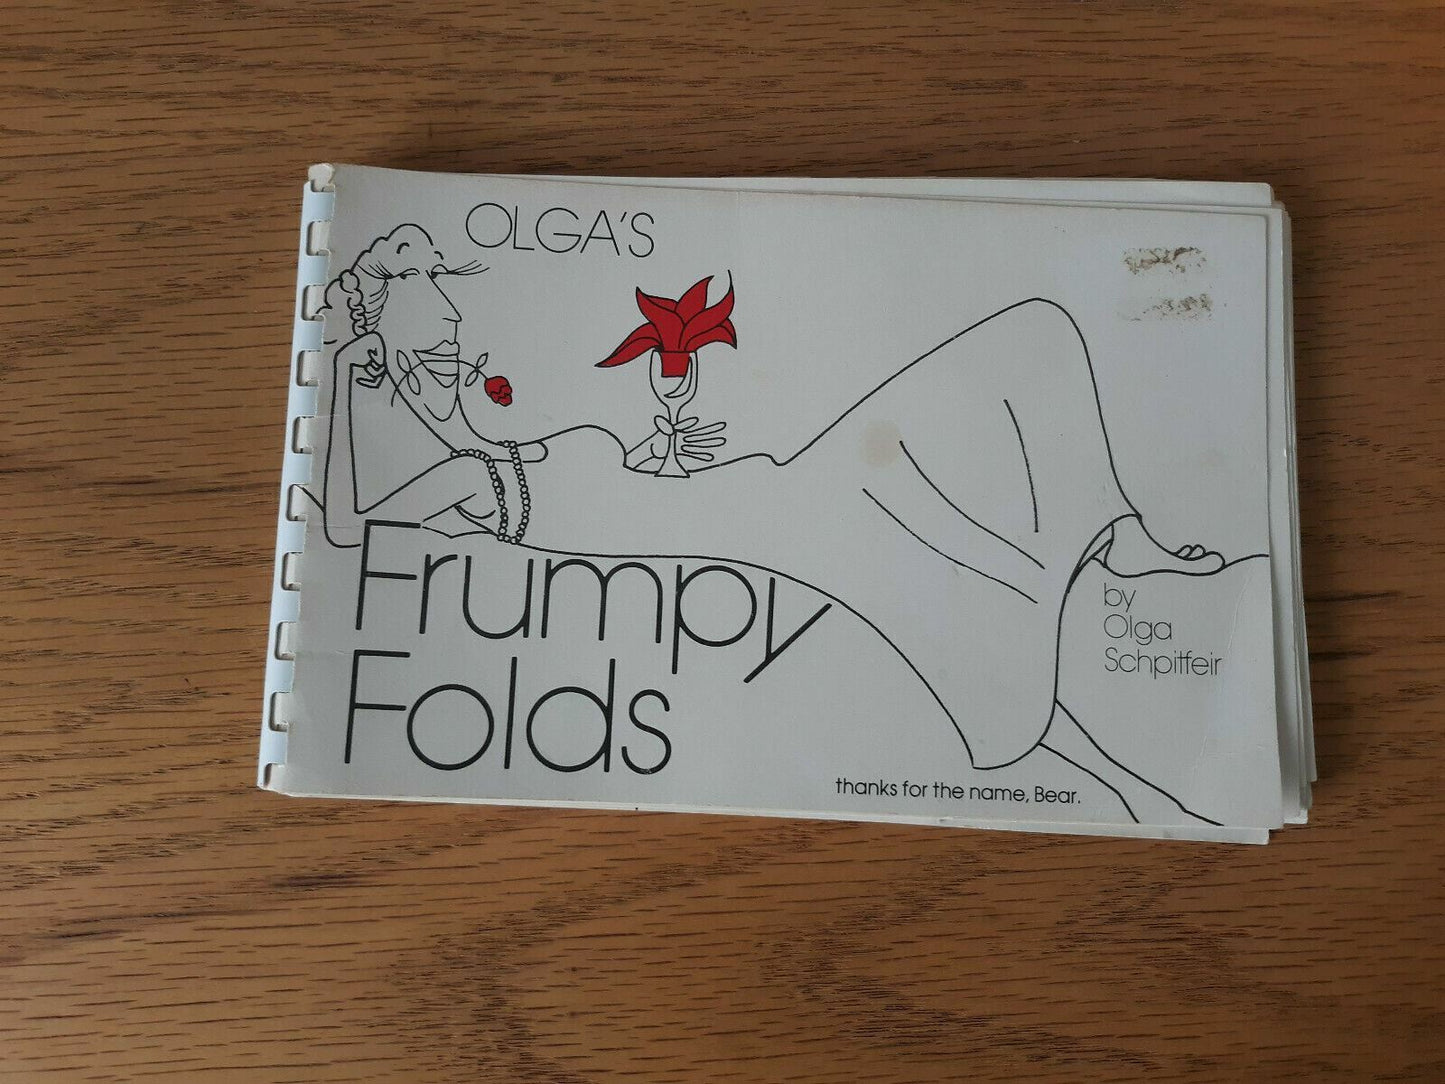 OLGA'S
Frumpy
Folds
by
Olga
Schpitfeir
thanks for the name, Bear.